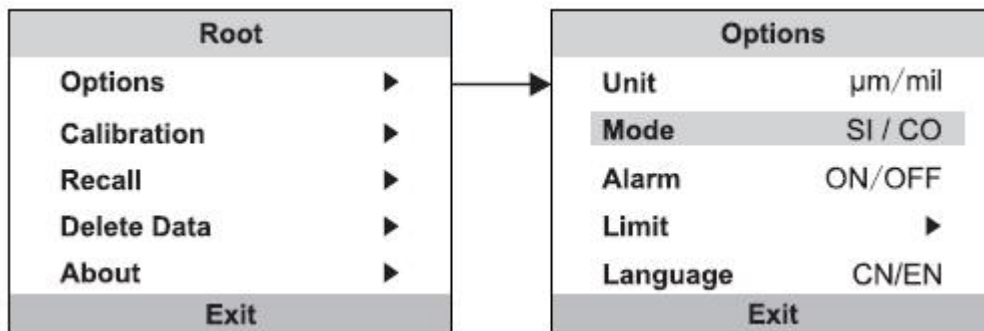 Root
Options
Calibration
Recall
Delete Data
About
Exit
Options
Unit μm/mil
Mode SI / CO
Alarm ON/OFF
Limit
Language CN/EN
Exit